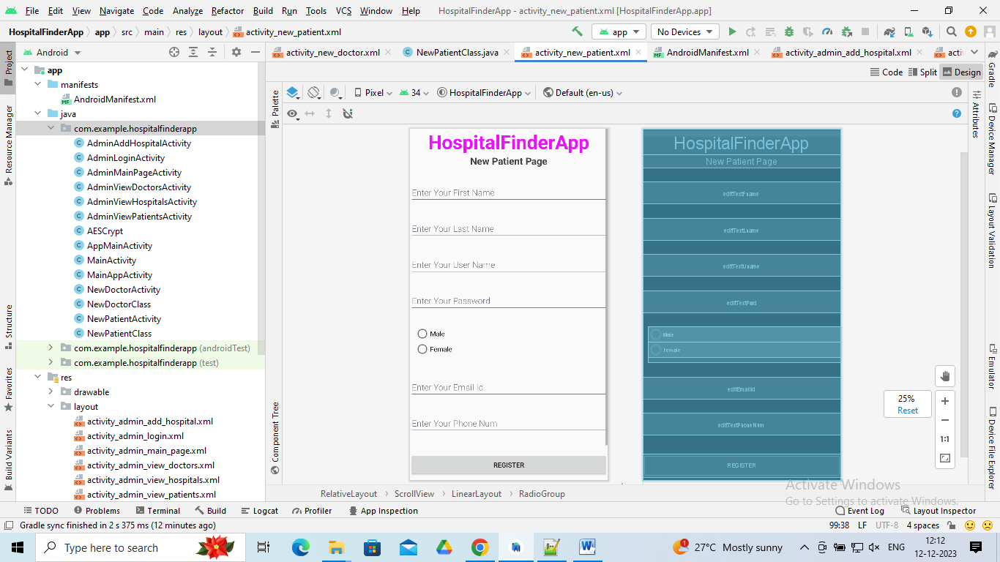 File Edit View Navigate Code Analyze Refactor Build Run Tools VCS Window Help HospitalFinderApp - activity_new_patient.xml [HospitalFinderApp.app]
HospitalFinderApp app src main res layout activity_new_patient.xml app No Devices
Project Android activity_new_doctor.xml NewPatientClass.java activity_new_patient.xml AndroidManifest.xml activity_admin_add_hospital.xml acti
Code Split Design
Palette Pixel 34 HospitalFinderApp Default (en-us)
app
manifests
AndroidManifest.xml
MF
java
com.example.hospitalfinderapp
AdminAddHospitalActivity
AdminLoginActivity
AdminMainPageActivity
AdminViewDoctorsActivity
AdminViewHospitalsActivity
AdminViewPatientsActivity
AESCrypt
AppMainActivity
MainActivity
MainAppActivity
NewDoctorActivity
NewDoctorClass
NewPatientActivity
NewPatientClass
com.example.hospitalfinderapp (androidTest)
com.example.hospitalfinderapp (test)
res
drawable
layout
activity_admin_add_hospital.xml
activity_admin_login.xml
activity_admin_main_page.xml
activity_admin_view_doctors.xml
activity_admin_view_hospitals.xml
activity_admin_view_patients.xml
Resource Manager
Structure
Favorites
Build Variants
Component Tree
HospitalFinderApp
New Patient Page
Enter Your First Name
Enter Your Last Name
Enter Your User Name
Enter Your Password
Male
Female
Enter Your Email Id
Enter Your Phone Num
REGISTER
HospitalFinderApp
New Patient Page
editTextFname
editTextLname
editTextUname
editTextPwd
Male
Female
editEmailId
editTextPhoneNum
REGISTER
25%
Reset
1:1
Gradle
Attributes
Device Manager
Layout Validation
Emulator
Device File Explorer
Activate Windows
Go to Settings to activate Windows.
RelativeLayout ScrollView LinearLayout RadioGroup
TODO Problems Terminal Build Logcat Profiler App Inspection Event Log Layout Inspector
Gradle sync finished in 2 s 375 ms (12 minutes ago) 99:38 LF UTF-8 4 spaces
Type here to search 1 27°C Mostly sunny ENG 12:12
12-12-2023